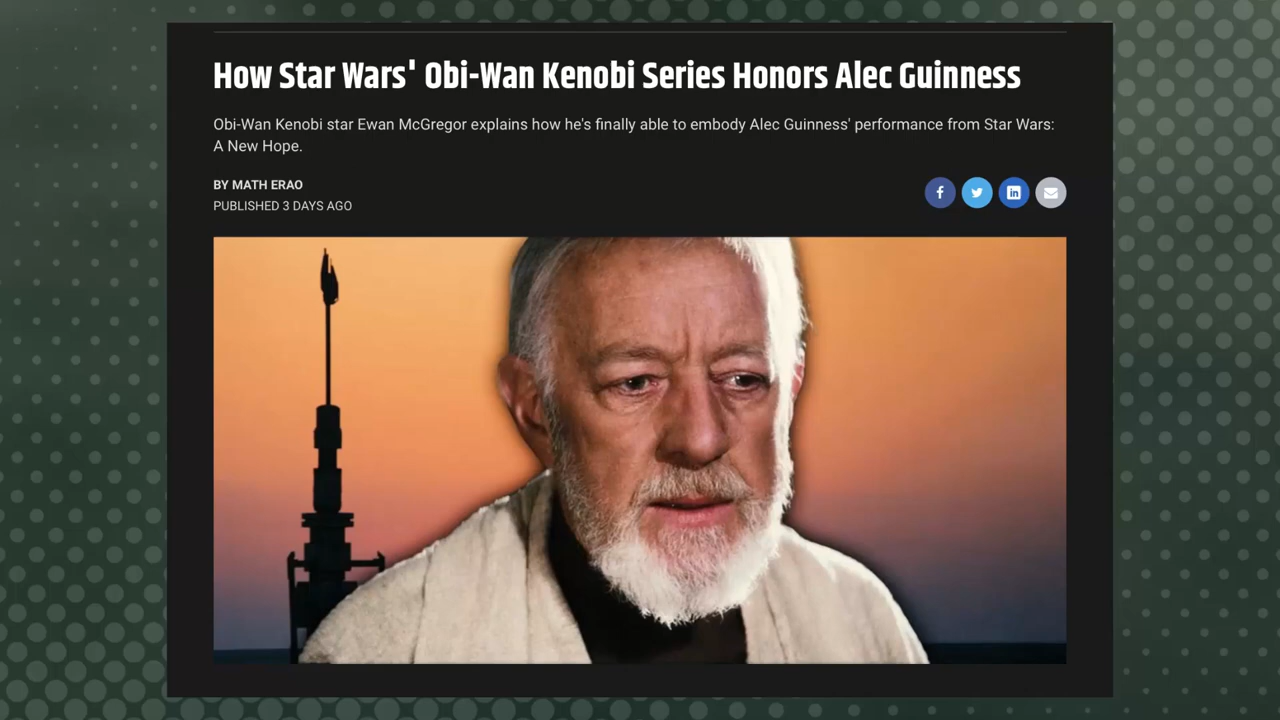 How Star Wars' Obi-Wan Kenobi Series Honors Alec Guinness
Obi-Wan Kenobi star Ewan McGregor explains how he's finally able to embody Alec Guinness' performance from Star Wars:
A New Hope.
BY MATH ERAO
PUBLISHED 3 DAYS AGO